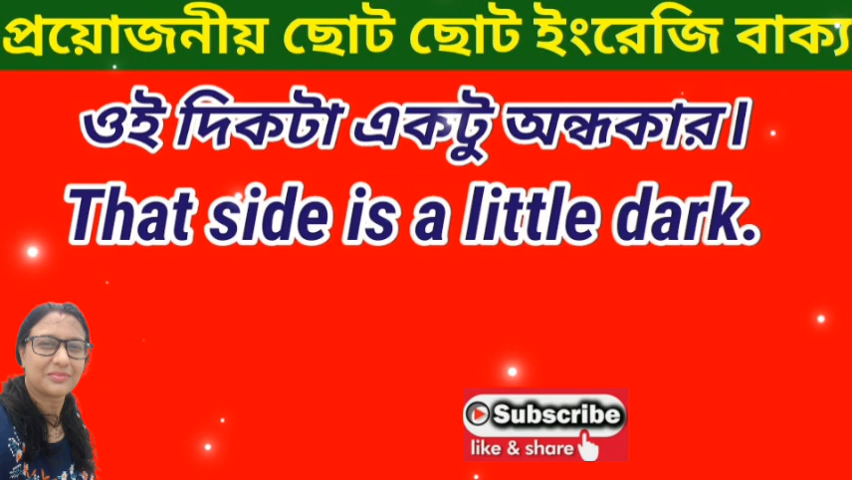 প্রয়োজনীয় ছোট ছোট ইংরেজি বাক্য
ওই দিকটা একটু অন্ধকার।
That side is a little dark.
Subscribe
like & share